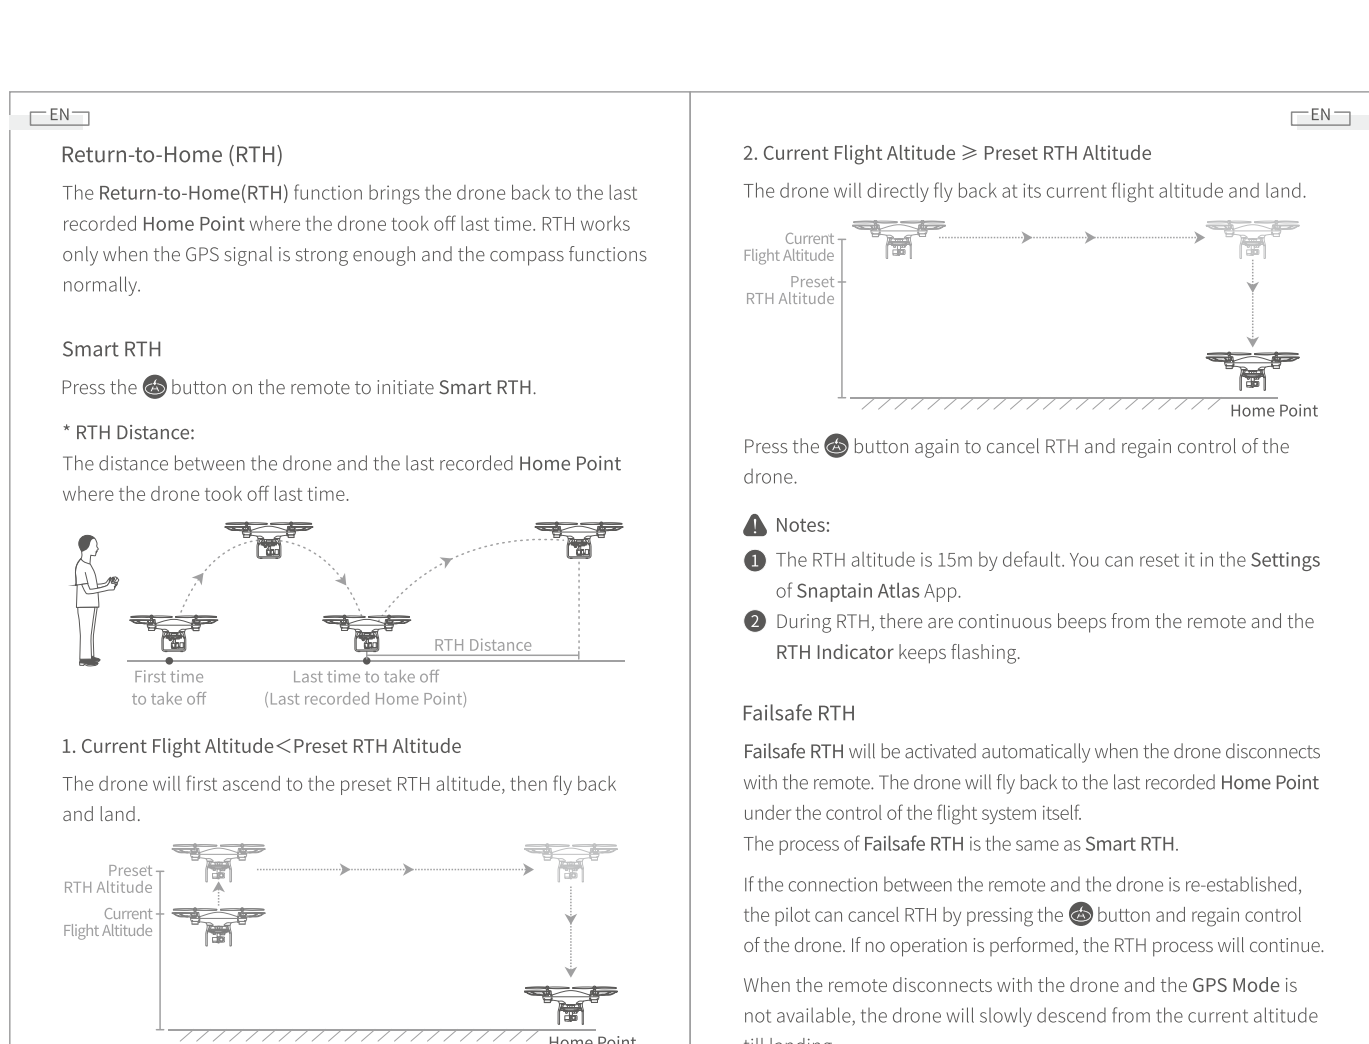 EN
Return-to-Home (RTH)
The Return-to-Home(RTH) function brings the drone back to the last
recorded Home Point where the drone took off last time. RTH works
only when the GPS signal is strong enough and the compass functions
normally.
Smart RTH
Press the button on the remote to initiate Smart RTH.
* RTH Distance:
The distance between the drone and the last recorded Home Point
where the drone took off last time.
RTH Distance
First time
to take off
Last time to take off
(Last recorded Home Point)
1. Current Flight Altitude<Preset RTH Altitude
The drone will first ascend to the preset RTH altitude, then fly back
and land.
Preset
RTH Altitude
Current
Flight Altitude
Home Point
EN
2. Current Flight Altitude ⩾ Preset RTH Altitude
The drone will directly fly back at its current flight altitude and land.
Current
Flight Altitude
Preset
RTH Altitude
Home Point
Press the button again to cancel RTH and regain control of the
drone.
Notes:
1 The RTH altitude is 15m by default. You can reset it in the Settings
of Snaptain Atlas App.
2 During RTH, there are continuous beeps from the remote and the
RTH Indicator keeps flashing.
Failsafe RTH
Failsafe RTH will be activated automatically when the drone disconnects
with the remote. The drone will fly back to the last recorded Home Point
under the control of the flight system itself.
The process of Failsafe RTH is the same as Smart RTH.
If the connection between the remote and the drone is re-established,
the pilot can cancel RTH by pressing the button and regain control
of the drone. If no operation is performed, the RTH process will continue.
When the remote disconnects with the drone and the GPS Mode is
not available, the drone will slowly descend from the current altitude
till landing.